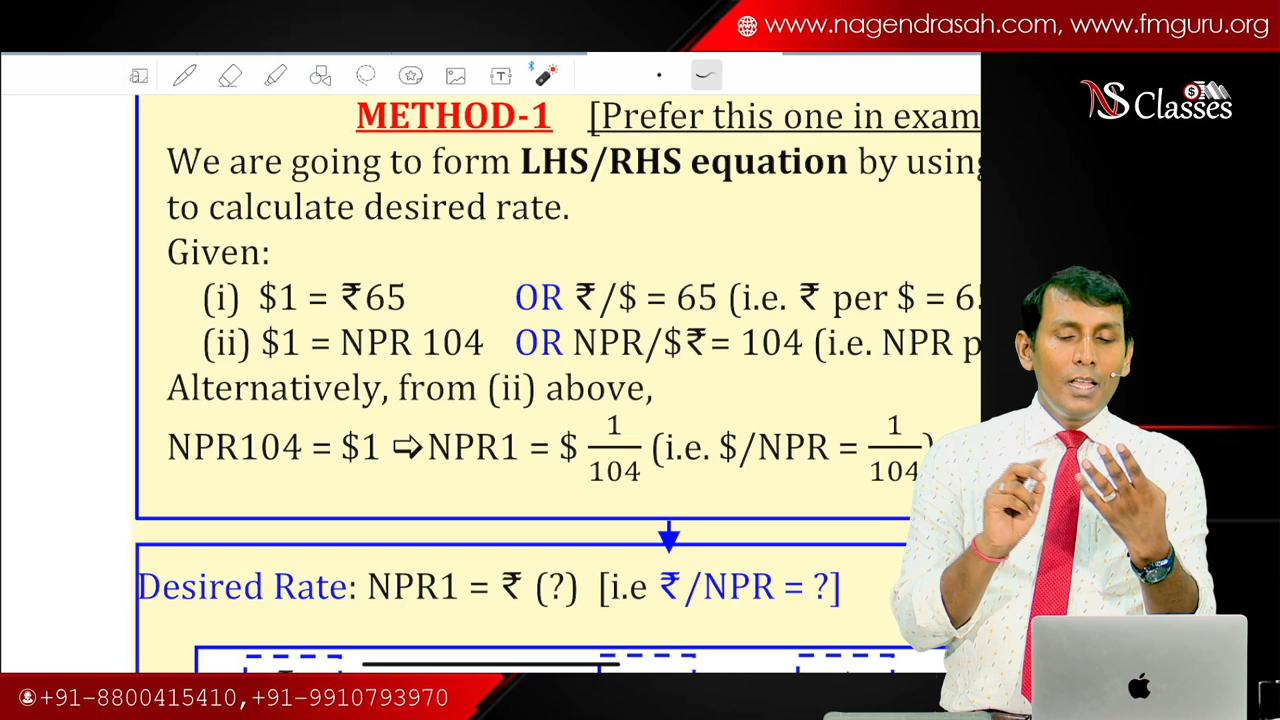 www.nagendrasah.com, www.fmguru.org
NS Classes
METHOD-1 [Prefer this one in exam
We are going to form LHS/RHS equation by using
to calculate desired rate.
Given:
(i) $1 = ₹65 OR ₹/$ = 65 (i.e. ₹ per $ = 65
(ii) $1 = NPR 104 OR NPR/$₹= 104 (i.e. NPR p
Alternatively, from (ii) above,
NPR104 = $1 ⇨NPR1 = $ 1/104 (i.e. $/NPR = 1/104)
Desired Rate: NPR1 = ₹ (?) [i.e ₹/NPR = ?]
+91-8800415410,+91-9910793970